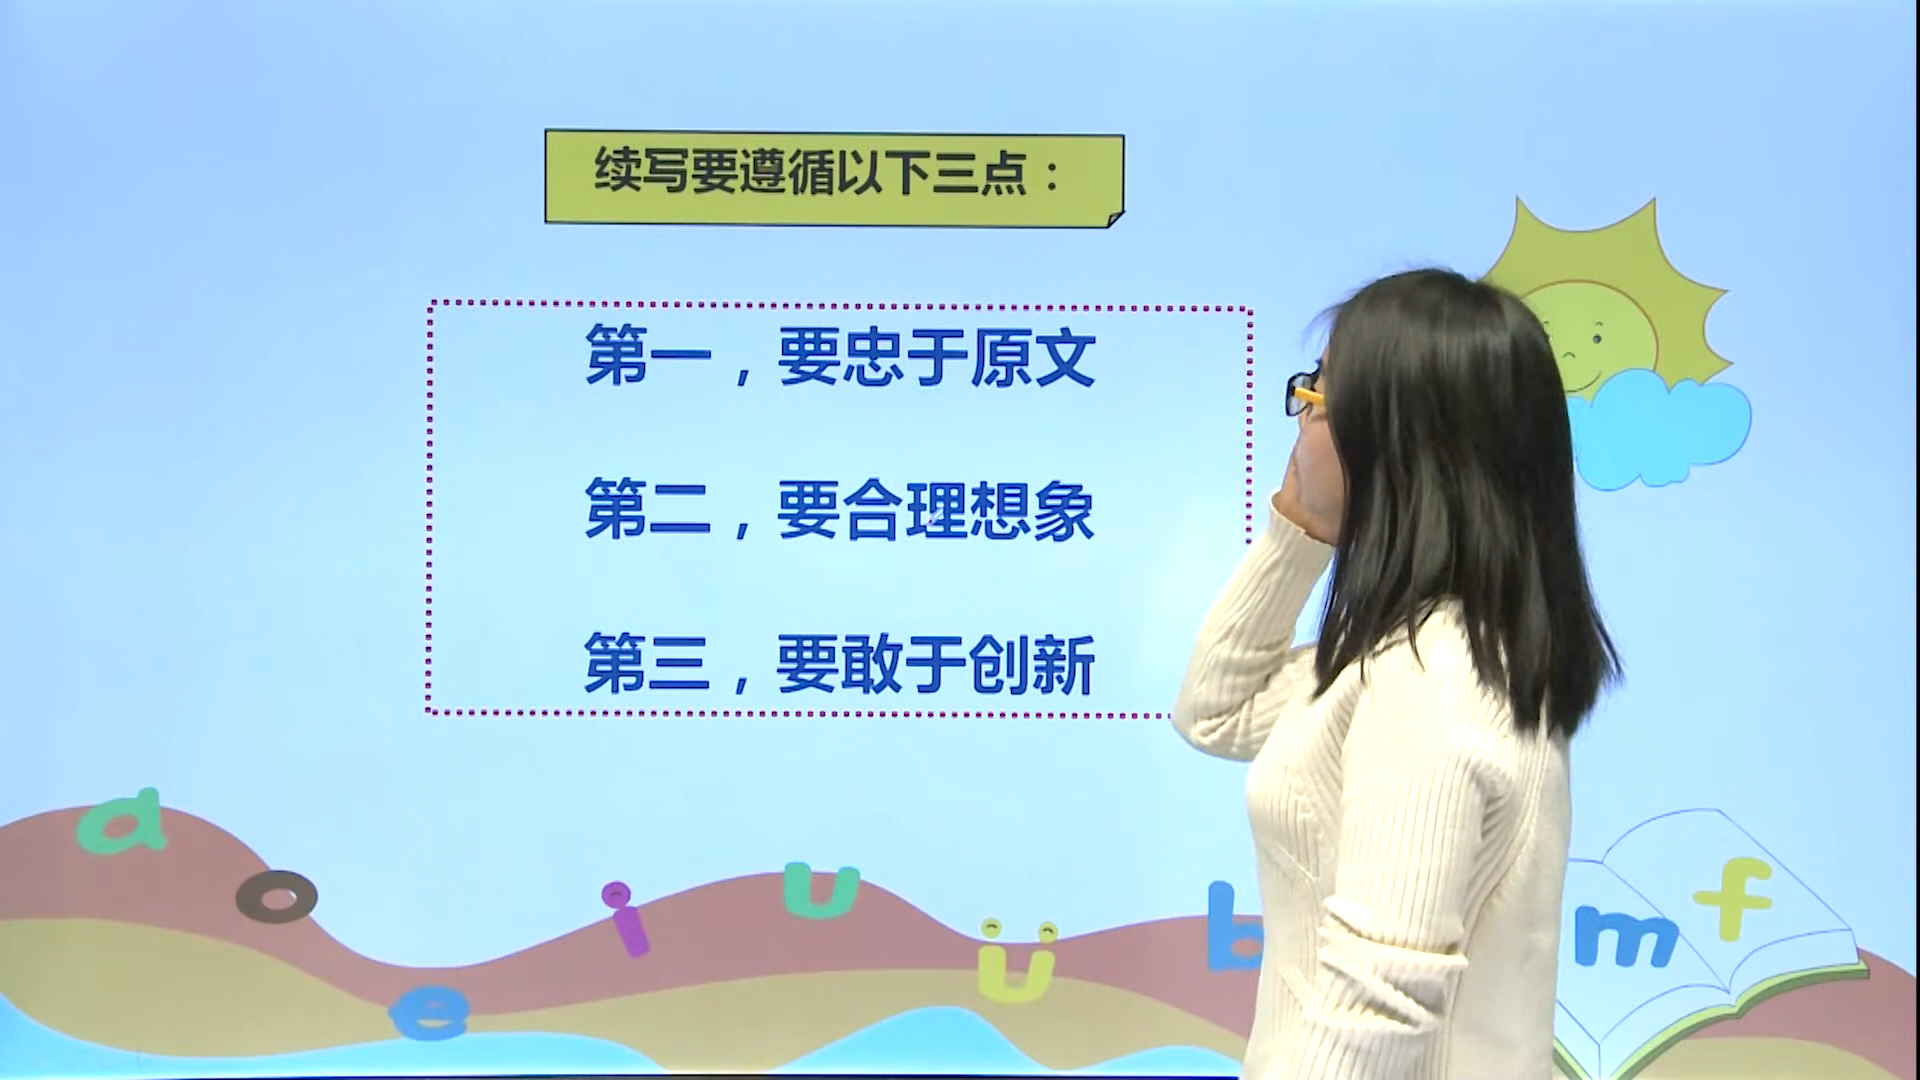 续写要遵循以下三点：
第一，要忠于原文
第二，要合理想象
第三，要敢于创新
a
o
e
i
u
ü
b
m
f